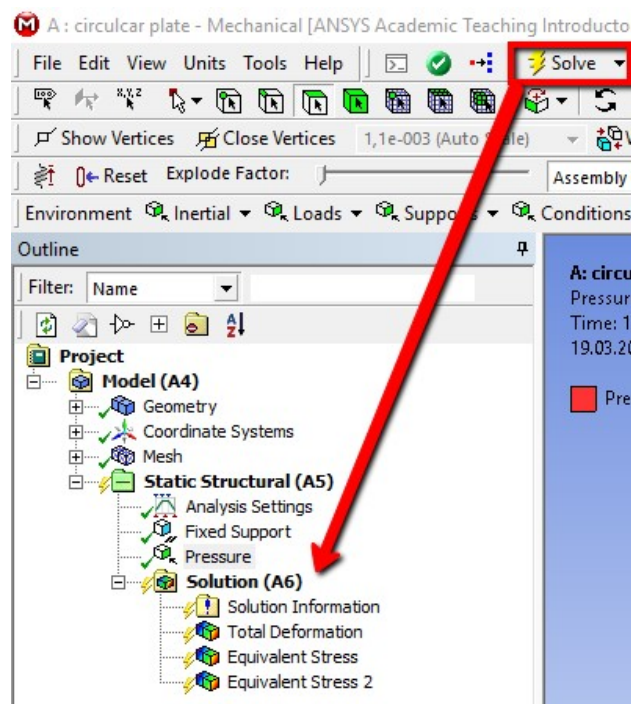 A : circulcar plate - Mechanical [ANSYS Academic Teaching Introducto
File Edit View Units Tools Help Solve
X,Y,Z
Show Vertices Close Vertices 1,1e-003 (Auto Scale)
Reset Explode Factor: Assembly
Environment Inertial Loads Supports Conditions
Outline
Filter: Name
Project
Model (A4)
Geometry
Coordinate Systems
Mesh
Static Structural (A5)
Analysis Settings
Fixed Support
Pressure
Solution (A6)
Solution Information
Total Deformation
Equivalent Stress
Equivalent Stress 2
A: circu
Pressur
Time: 1
19.03.20
Pre